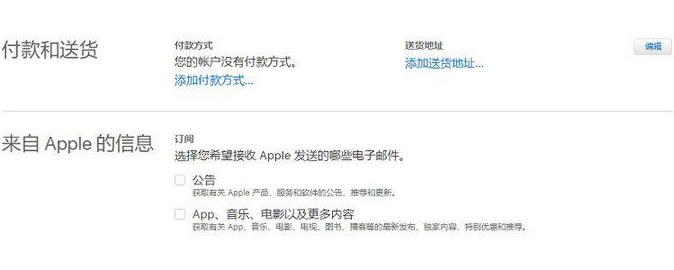 付款和送货
付款方式
您的帐户没有付款方式。
添加付款方式...
送货地址
添加送货地址...
编辑
来自 Apple 的信息
订阅
选择您希望接收 Apple 发送的哪些电子邮件。
公告
获取有关 Apple 产品、服务和软件的公告、推荐和更新。
App、音乐、电影以及更多内容
获取有关 App、音乐、电影、电视、图书、播客等的最新发布、独家内容、特别优惠和推荐。